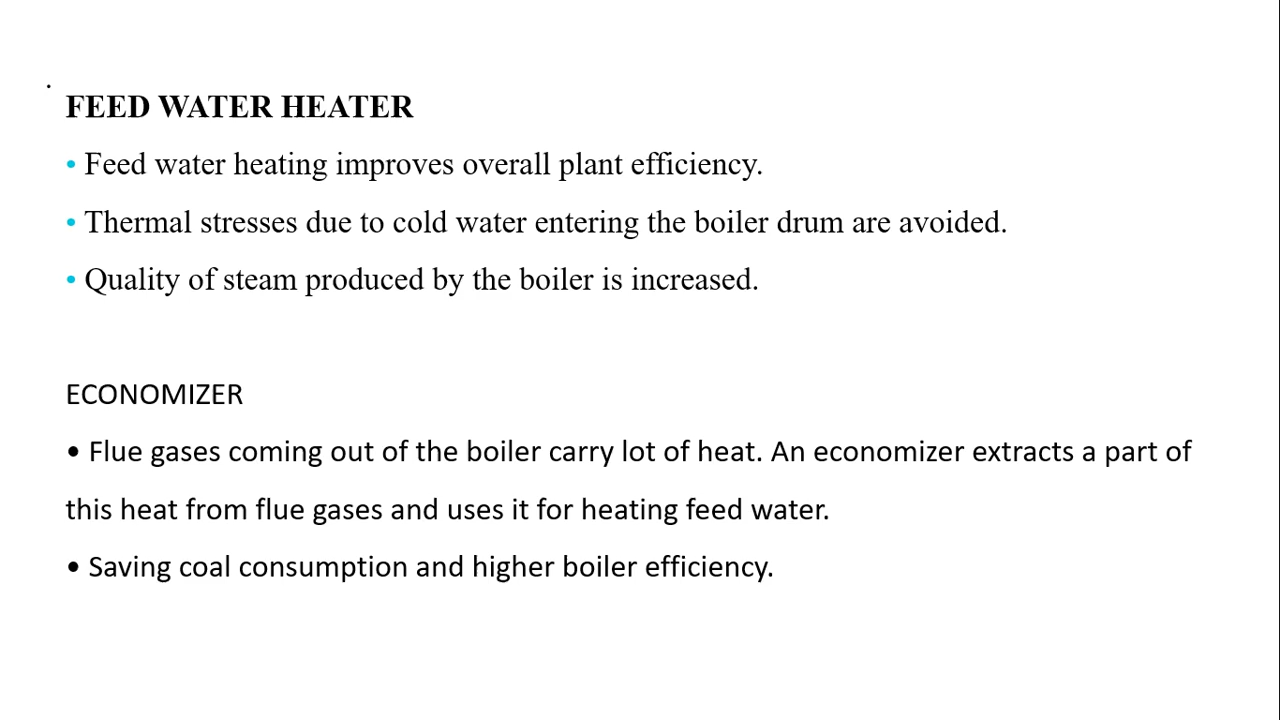 .
FEED WATER HEATER
• Feed water heating improves overall plant efficiency.
• Thermal stresses due to cold water entering the boiler drum are avoided.
• Quality of steam produced by the boiler is increased.
ECONOMIZER
• Flue gases coming out of the boiler carry lot of heat. An economizer extracts a part of
this heat from flue gases and uses it for heating feed water.
• Saving coal consumption and higher boiler efficiency.